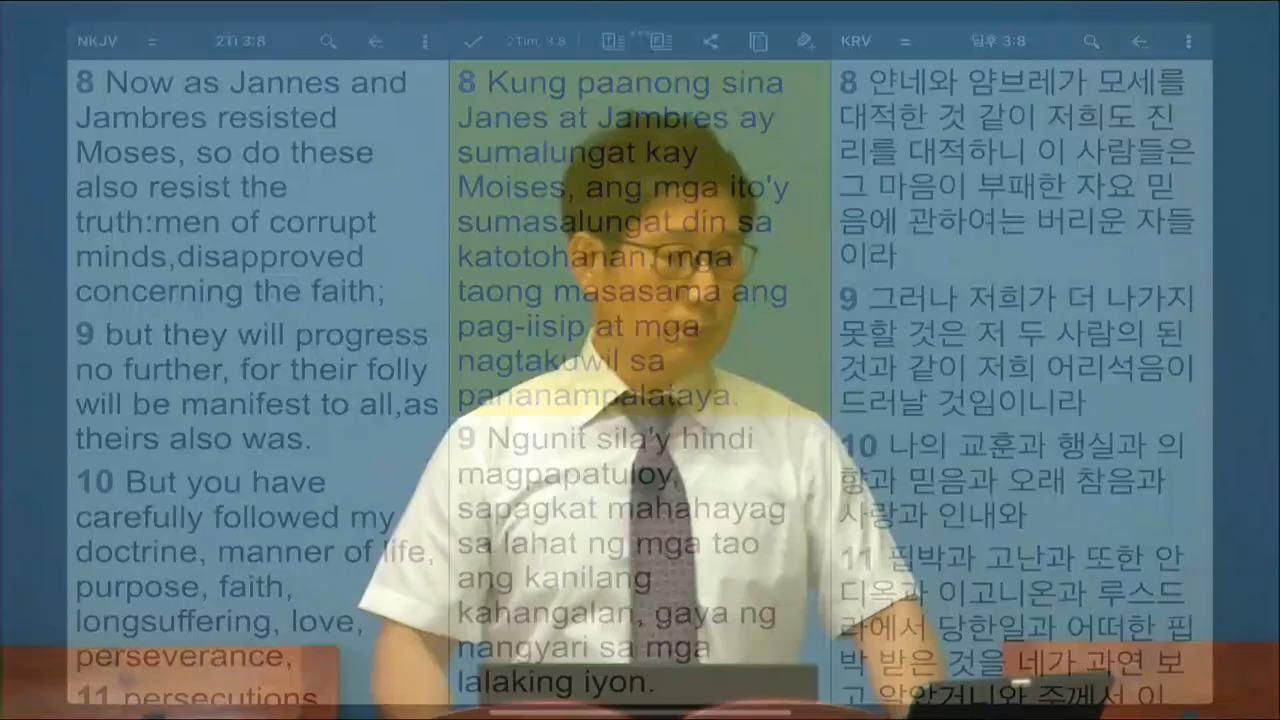 NKJV = 2Ti 3:8
8 Now as Jannes and
Jambres resisted
Moses, so do these
also resist the
truth:men of corrupt
minds,disapproved
concerning the faith;
9 but they will progress
no further, for their folly
will be manifest to all,as
theirs also was.
10 But you have
carefully followed my
doctrine, manner of life,
purpose, faith,
longsuffering, love,
perseverance,
11 persecutions
2Tim, 3.8
8 Kung paanong sina
Janes at Jambres ay
sumalungat kay
Moises, ang mga ito'y
sumasalungat din sa
katotohanan, mga
taong masasama ang
pag-iisip at mga
nagtakuwil sa
pananampalataya.
9 Ngunit sila'y hindi
magpapatuloy,
sapagkat mahahayag
sa lahat ng mga tao
ang kanilang
kahangalan, gaya ng
nangyari sa mga
lalaking iyon.
KRV = 딤후 3:8
8 얀네와 얌브레가 모세를
대적한 것 같이 저희도 진
리를 대적하니 이 사람들은
그 마음이 부패한 자요 믿
음에 관하여는 버리운 자들
이라
9 그러나 저희가 더 나가지
못할 것은 저 두 사람의 된
것과 같이 저희 어리석음이
드러날 것임이니라
10 나의 교훈과 행실과 의
향과 믿음과 오래 참음과
사랑과 인내와
11 핍박과 고난과 또한 안
디옥과 이고니온과 루스드
라에서 당한일과 어떠한 핍
박 받은 것을 네가 과연 보
고 알았거니와 주께서 이